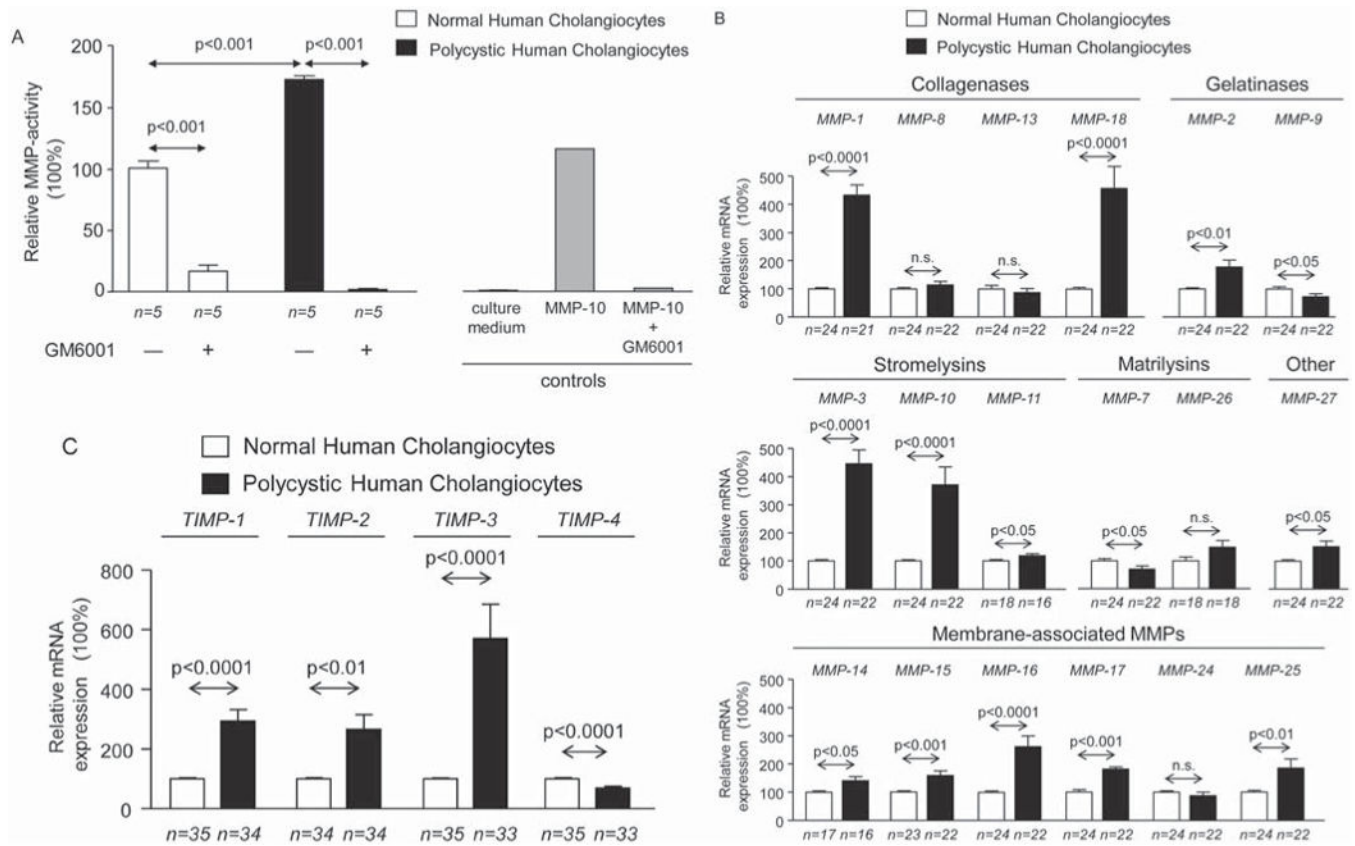 A
Normal Human Cholangiocytes
Polycystic Human Cholangiocytes
Relative MMP-activity
(100%)
200
150
100
50
0
p<0.001
p<0.001
p<0.001
n=5
n=5
n=5
n=5
GM6001
—
+
—
+
culture
medium
MMP-10
MMP-10
+
GM6001
controls
B
Normal Human Cholangiocytes
Polycystic Human Cholangiocytes
Collagenases
Gelatinases
MMP-1
MMP-8
MMP-13
MMP-18
MMP-2
MMP-9
Relative mRNA
expression (100%)
500
400
300
200
100
0
p<0.0001
n.s.
n.s.
p<0.0001
p<0.01
p<0.05
n=24 n=21
n=24 n=22
n=24 n=22
n=24 n=22
n=24 n=22
n=24 n=22
Stromelysins
Matrilysins
Other
MMP-3
MMP-10
MMP-11
MMP-7
MMP-26
MMP-27
Relative mRNA
expression (100%)
500
400
300
200
100
0
p<0.0001
p<0.0001
p<0.05
p<0.05
n.s.
p<0.05
n=24 n=22
n=24 n=22
n=18 n=16
n=24 n=22
n=18 n=18
n=24 n=22
Membrane-associated MMPs
MMP-14
MMP-15
MMP-16
MMP-17
MMP-24
MMP-25
Relative mRNA
expression (100%)
500
400
300
200
100
0
p<0.05
p<0.001
p<0.0001
p<0.001
n.s.
p<0.01
n=17 n=16
n=23 n=22
n=24 n=22
n=24 n=22
n=24 n=22
n=24 n=22
C
Normal Human Cholangiocytes
Polycystic Human Cholangiocytes
TIMP-1
TIMP-2
TIMP-3
TIMP-4
Relative mRNA
expression (100%)
800
600
400
200
0
p<0.0001
p<0.01
p<0.0001
p<0.0001
n=35 n=34
n=34 n=34
n=35 n=33
n=35 n=33